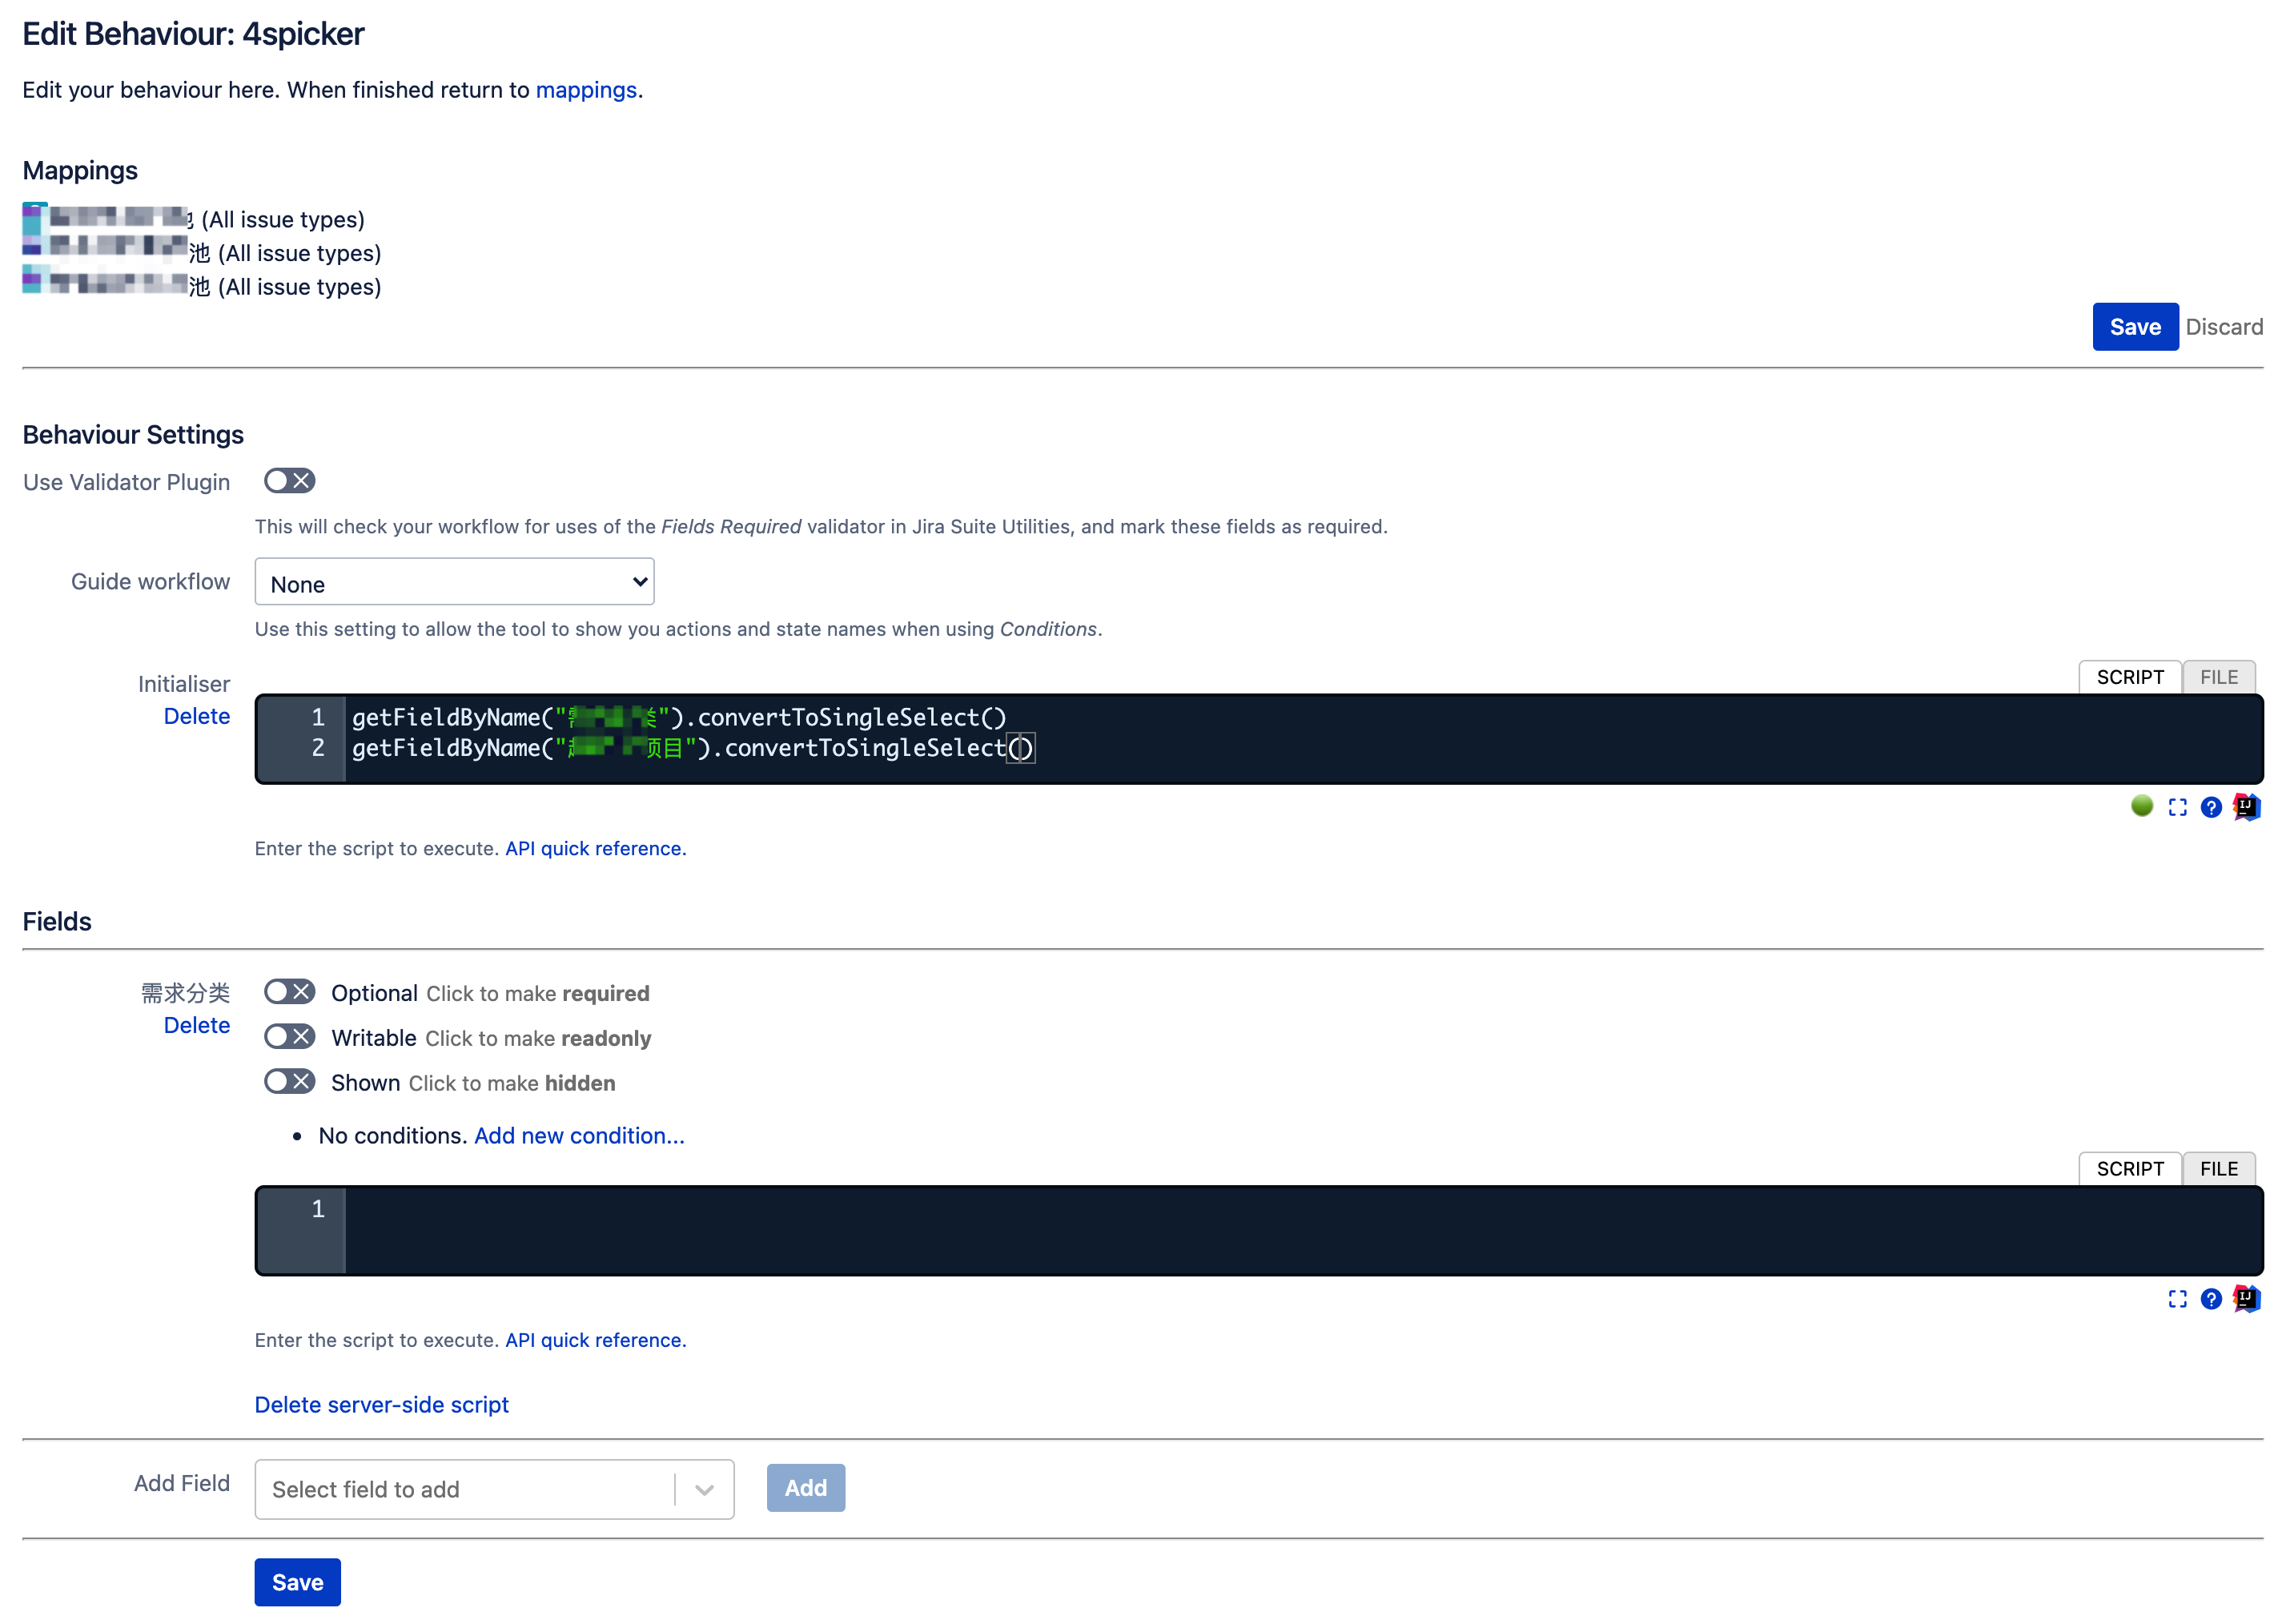 Edit Behaviour: 4spicker
Edit your behaviour here. When finished return to mappings.
Mappings
(All issue types)
池 (All issue types)
池 (All issue types)
Save Discard
Behaviour Settings
Use Validator Plugin
This will check your workflow for uses of the Fields Required validator in Jira Suite Utilities, and mark these fields as required.
Guide workflow None
Use this setting to allow the tool to show you actions and state names when using Conditions.
SCRIPT FILE
Initialiser
Delete
1 getFieldByName("类").convertToSingleSelect()
2 getFieldByName("项目").convertToSingleSelect()
Enter the script to execute. API quick reference.
Fields
需求分类
Delete
Optional Click to make required
Writable Click to make readonly
Shown Click to make hidden
• No conditions. Add new condition...
SCRIPT FILE
1
Enter the script to execute. API quick reference.
Delete server-side script
Add Field Select field to add Add
Save